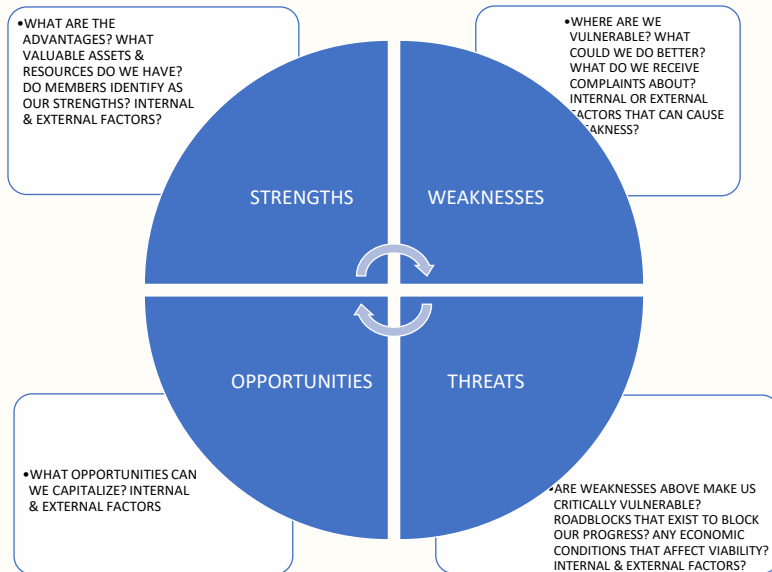 •WHAT ARE THE
ADVANTAGES? WHAT
VALUABLE ASSETS &
RESOURCES DO WE HAVE?
DO MEMBERS IDENTIFY AS
OUR STRENGTHS? INTERNAL
& EXTERNAL FACTORS?
•WHERE ARE WE
VULNERABLE? WHAT
COULD WE DO BETTER?
WHAT DO WE RECEIVE
COMPLAINTS ABOUT?
INTERNAL OR EXTERNAL
FACTORS THAT CAN CAUSE
EAKNESS?
STRENGTHS
WEAKNESSES
OPPORTUNITIES
THREATS
•WHAT OPPORTUNITIES CAN
WE CAPITALIZE? INTERNAL
& EXTERNAL FACTORS
•ARE WEAKNESSES ABOVE MAKE US
CRITICALLY VULNERABLE?
ROADBLOCKS THAT EXIST TO BLOCK
OUR PROGRESS? ANY ECONOMIC
CONDITIONS THAT AFFECT VIABILITY?
INTERNAL & EXTERNAL FACTORS?